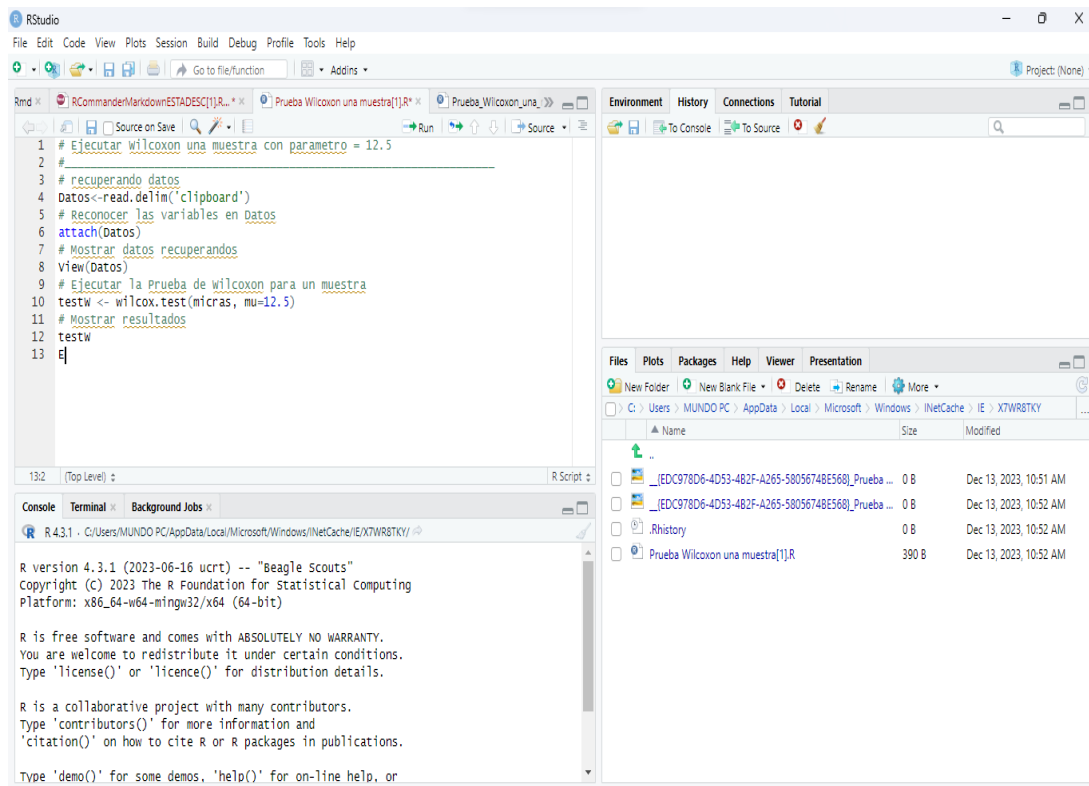 RStudio
File Edit Code View Plots Session Build Debug Profile Tools Help
Go to file/function Addins Project: (None)
Rmd RCommanderMarkdownESTADESC[1].R...* Prueba Wilcoxon una muestra[1].R* Prueba_Wilcoxon_una_
Source on Save Run Source
1 # Ejecutar Wilcoxon una muestra con parametro = 12.5
2 #______________________________________________________________________
3 # recuperando datos
4 Datos<-read.delim('clipboard')
5 # Reconocer las variables en Datos
6 attach(Datos)
7 # Mostrar datos recuperandos
8 View(Datos)
9 # Ejecutar la Prueba de Wilcoxon para un muestra
10 testW <- wilcox.test(micras, mu=12.5)
11 # Mostrar resultados
12 testW
13 E
13:2 (Top Level) R Script
Console Terminal Background Jobs
R 4.3.1 · C:/Users/MUNDO PC/AppData/Local/Microsoft/Windows/INetCache/IE/X7WR8TKY/
R version 4.3.1 (2023-06-16 ucrt) -- "Beagle Scouts"
Copyright (C) 2023 The R Foundation for Statistical Computing
Platform: x86_64-w64-mingw32/x64 (64-bit)
R is free software and comes with ABSOLUTELY NO WARRANTY.
You are welcome to redistribute it under certain conditions.
Type 'license()' or 'licence()' for distribution details.
R is a collaborative project with many contributors.
Type 'contributors()' for more information and
'citation()' on how to cite R or R packages in publications.
Type 'demo()' for some demos, 'help()' for on-line help, or
Environment History Connections Tutorial
To Console To Source
Files Plots Packages Help Viewer Presentation
New Folder New Blank File Delete Rename More
C: > Users > MUNDO PC > AppData > Local > Microsoft > Windows > INetCache > IE > X7WR8TKY ...
Name Size Modified
..
_{EDC978D6-4D53-4B2F-A265-5805674BE568}_Prueba ... 0 B Dec 13, 2023, 10:51 AM
_{EDC978D6-4D53-4B2F-A265-5805674BE568}_Prueba ... 0 B Dec 13, 2023, 10:52 AM
.Rhistory 0 B Dec 13, 2023, 10:52 AM
Prueba Wilcoxon una muestra[1].R 390 B Dec 13, 2023, 10:52 AM